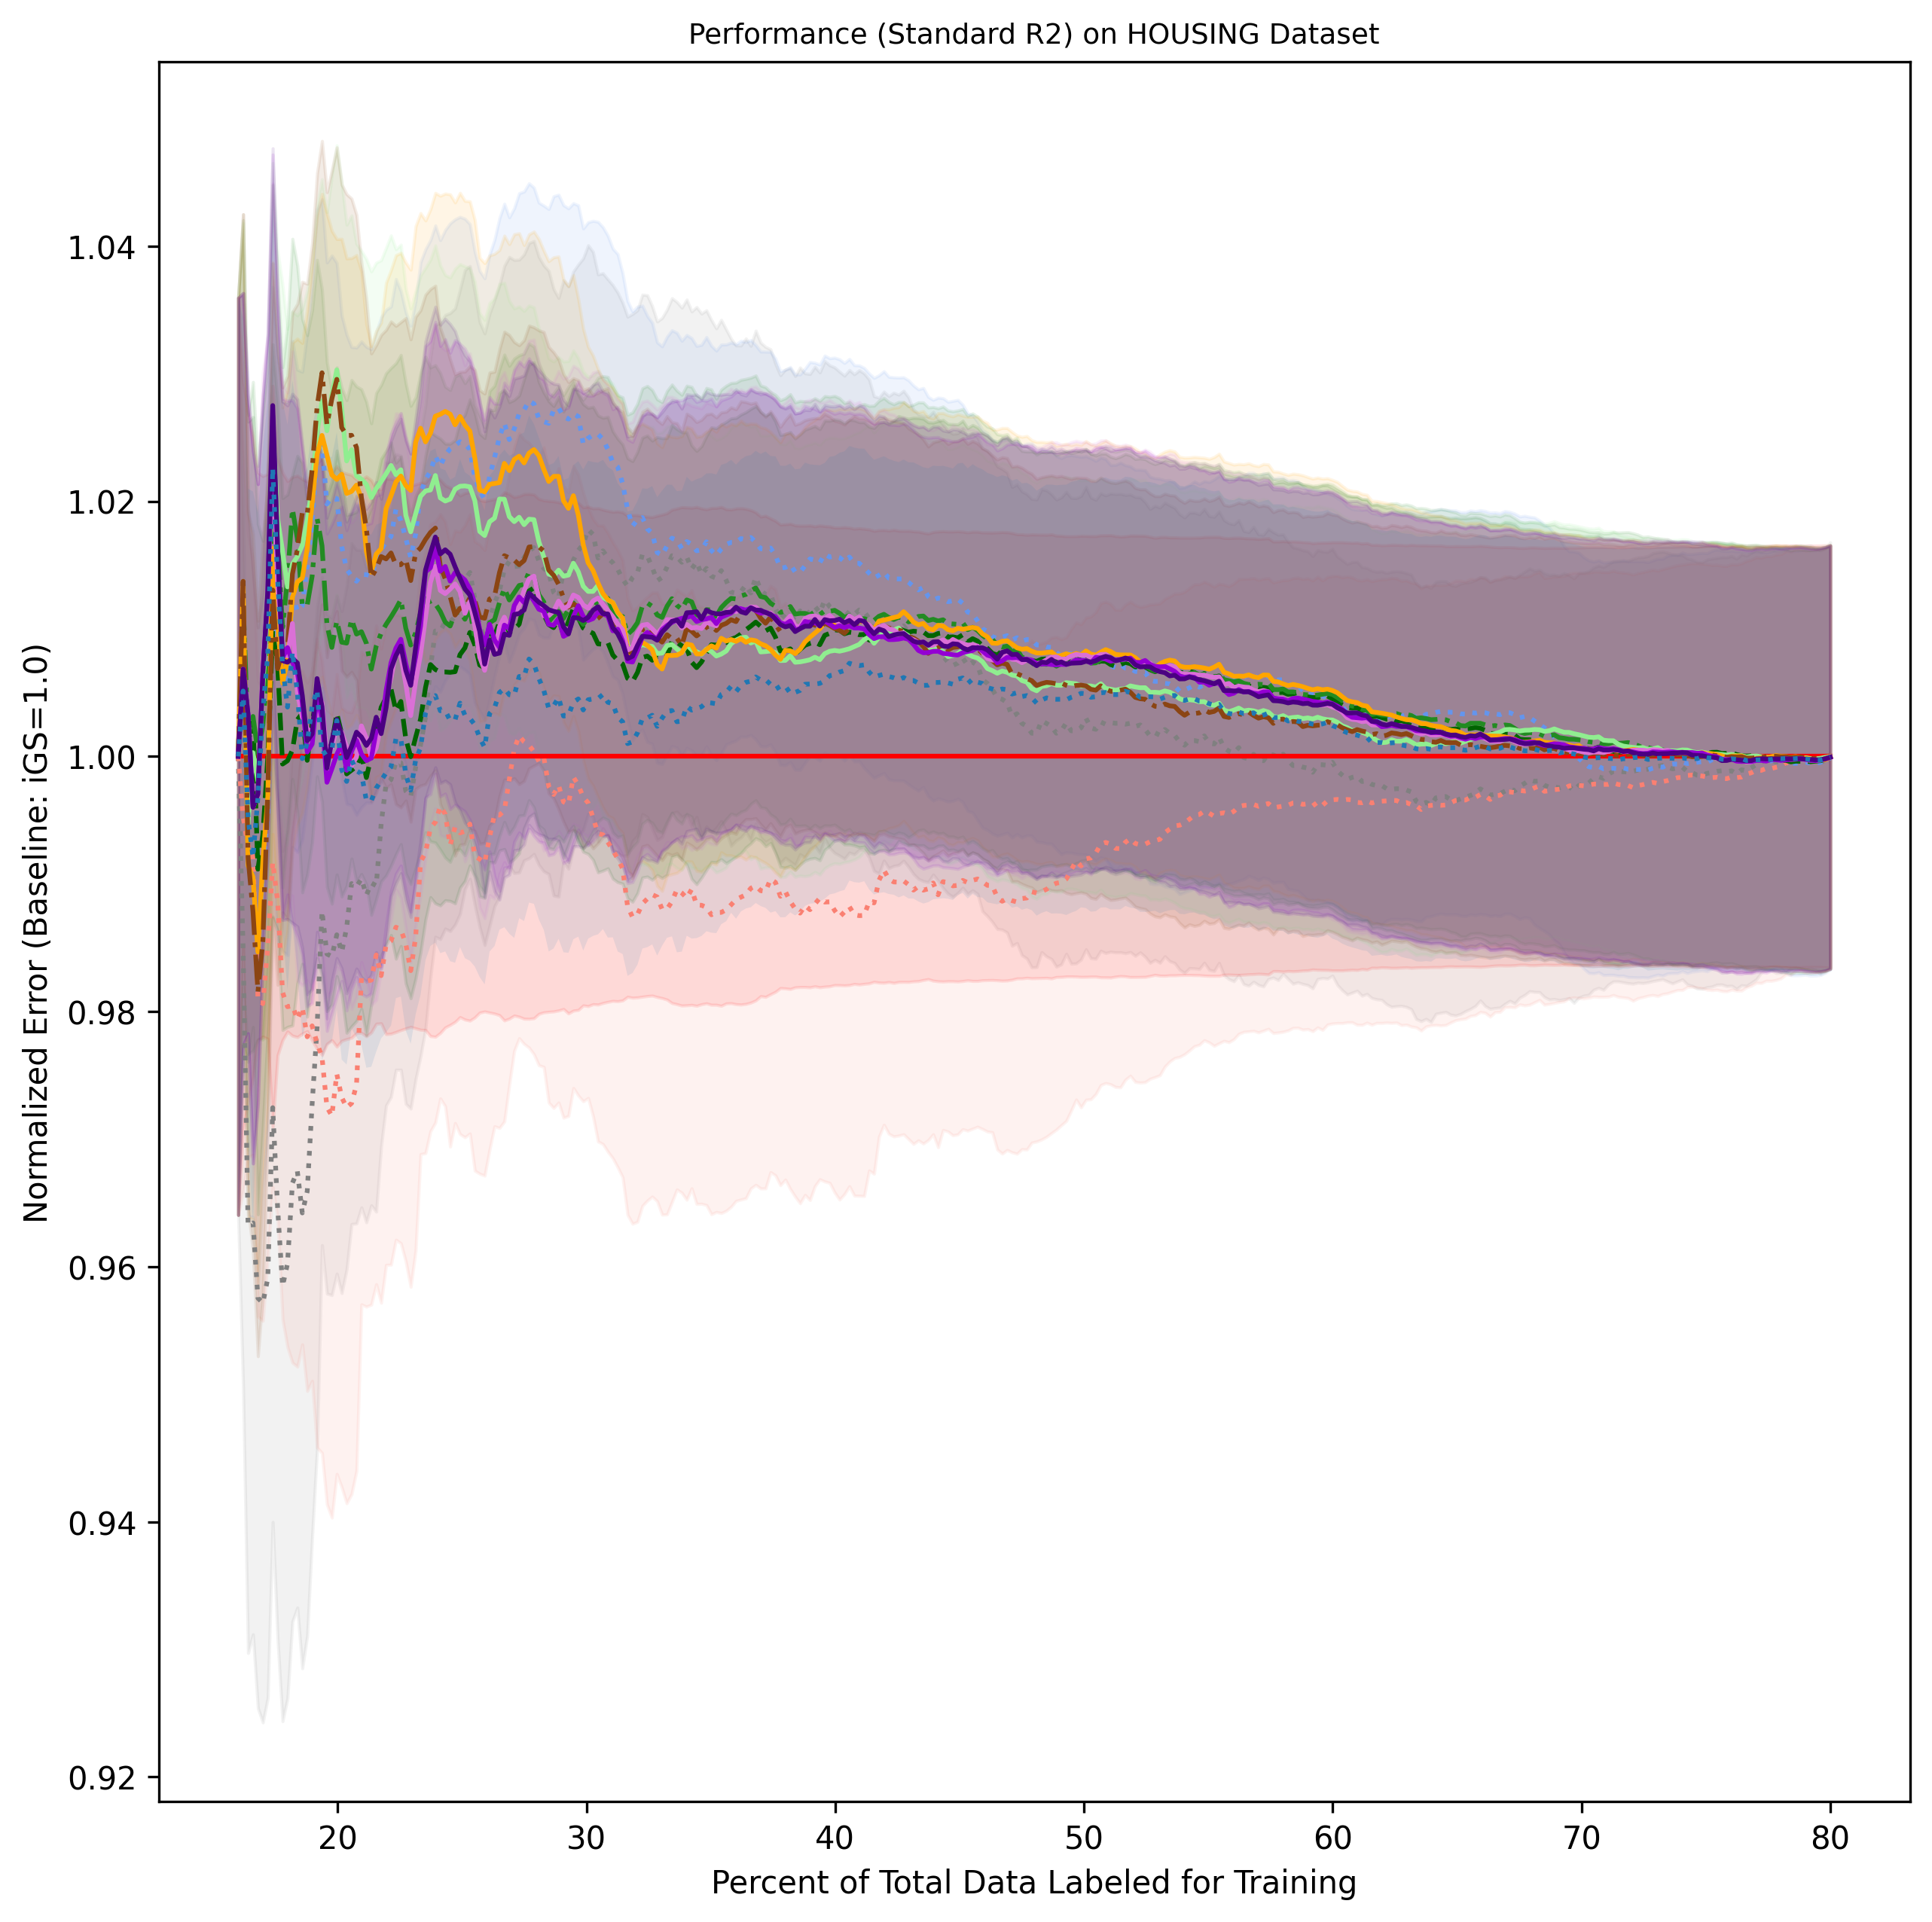 Performance (Standard R2) on HOUSING Dataset
Normalized Error (Baseline: iGS=1.0)
1.04
1.02
1.00
0.98
0.96
0.94
0.92
20 30 40 50 60 70 80
Percent of Total Data Labeled for Training